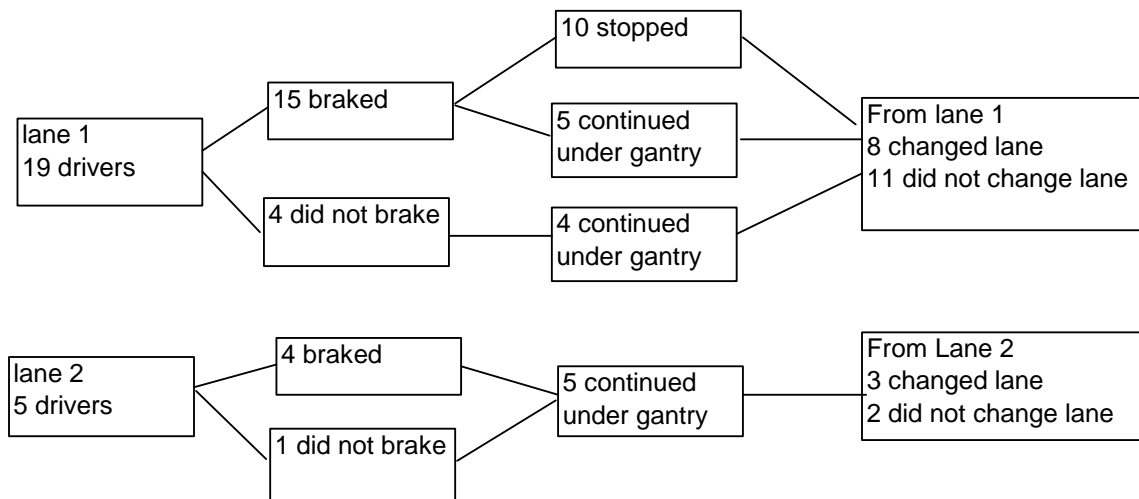 lane 1
19 drivers
15 braked
4 did not brake
10 stopped
5 continued
under gantry
4 continued
under gantry
From lane 1
8 changed lane
11 did not change lane
lane 2
5 drivers
4 braked
1 did not brake
5 continued
under gantry
From Lane 2
3 changed lane
2 did not change lane